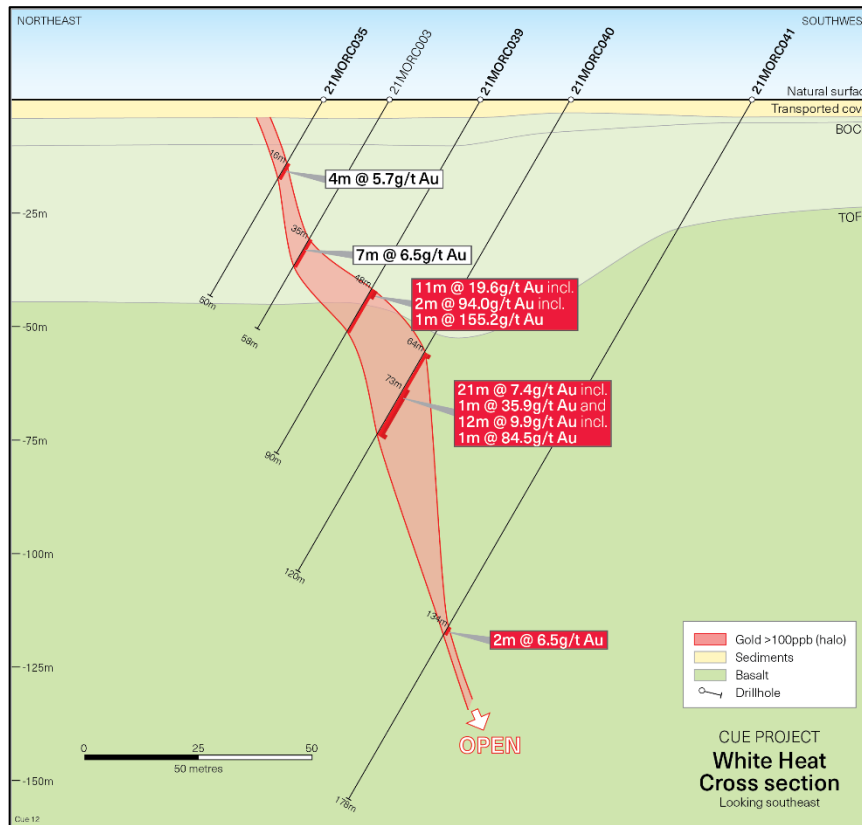 NORTHEAST
SOUTHWES
21MORC035
21MORC003
21MORC039
21MORC040
21MORC041
Natural surfac
Transported cov
BOC
TOF
-25m
-50m
-75m
-100m
-125m
-150m
16m
4m @ 5.7g/t Au
35m
7m @ 6.5g/t Au
48m
11m @ 19.6g/t Au incl.
2m @ 94.0g/t Au incl.
1m @ 155.2g/t Au
64m
73m
21m @ 7.4g/t Au incl.
1m @ 35.9g/t Au and
12m @ 9.9g/t Au incl.
1m @ 84.5g/t Au
50m
58m
90m
120m
134m
2m @ 6.5g/t Au
178m
OPEN
0 25 50
50 metres
Gold >100ppb (halo)
Sediments
Basalt
Drillhole
CUE PROJECT
White Heat
Cross section
Looking southeast
Cue 12